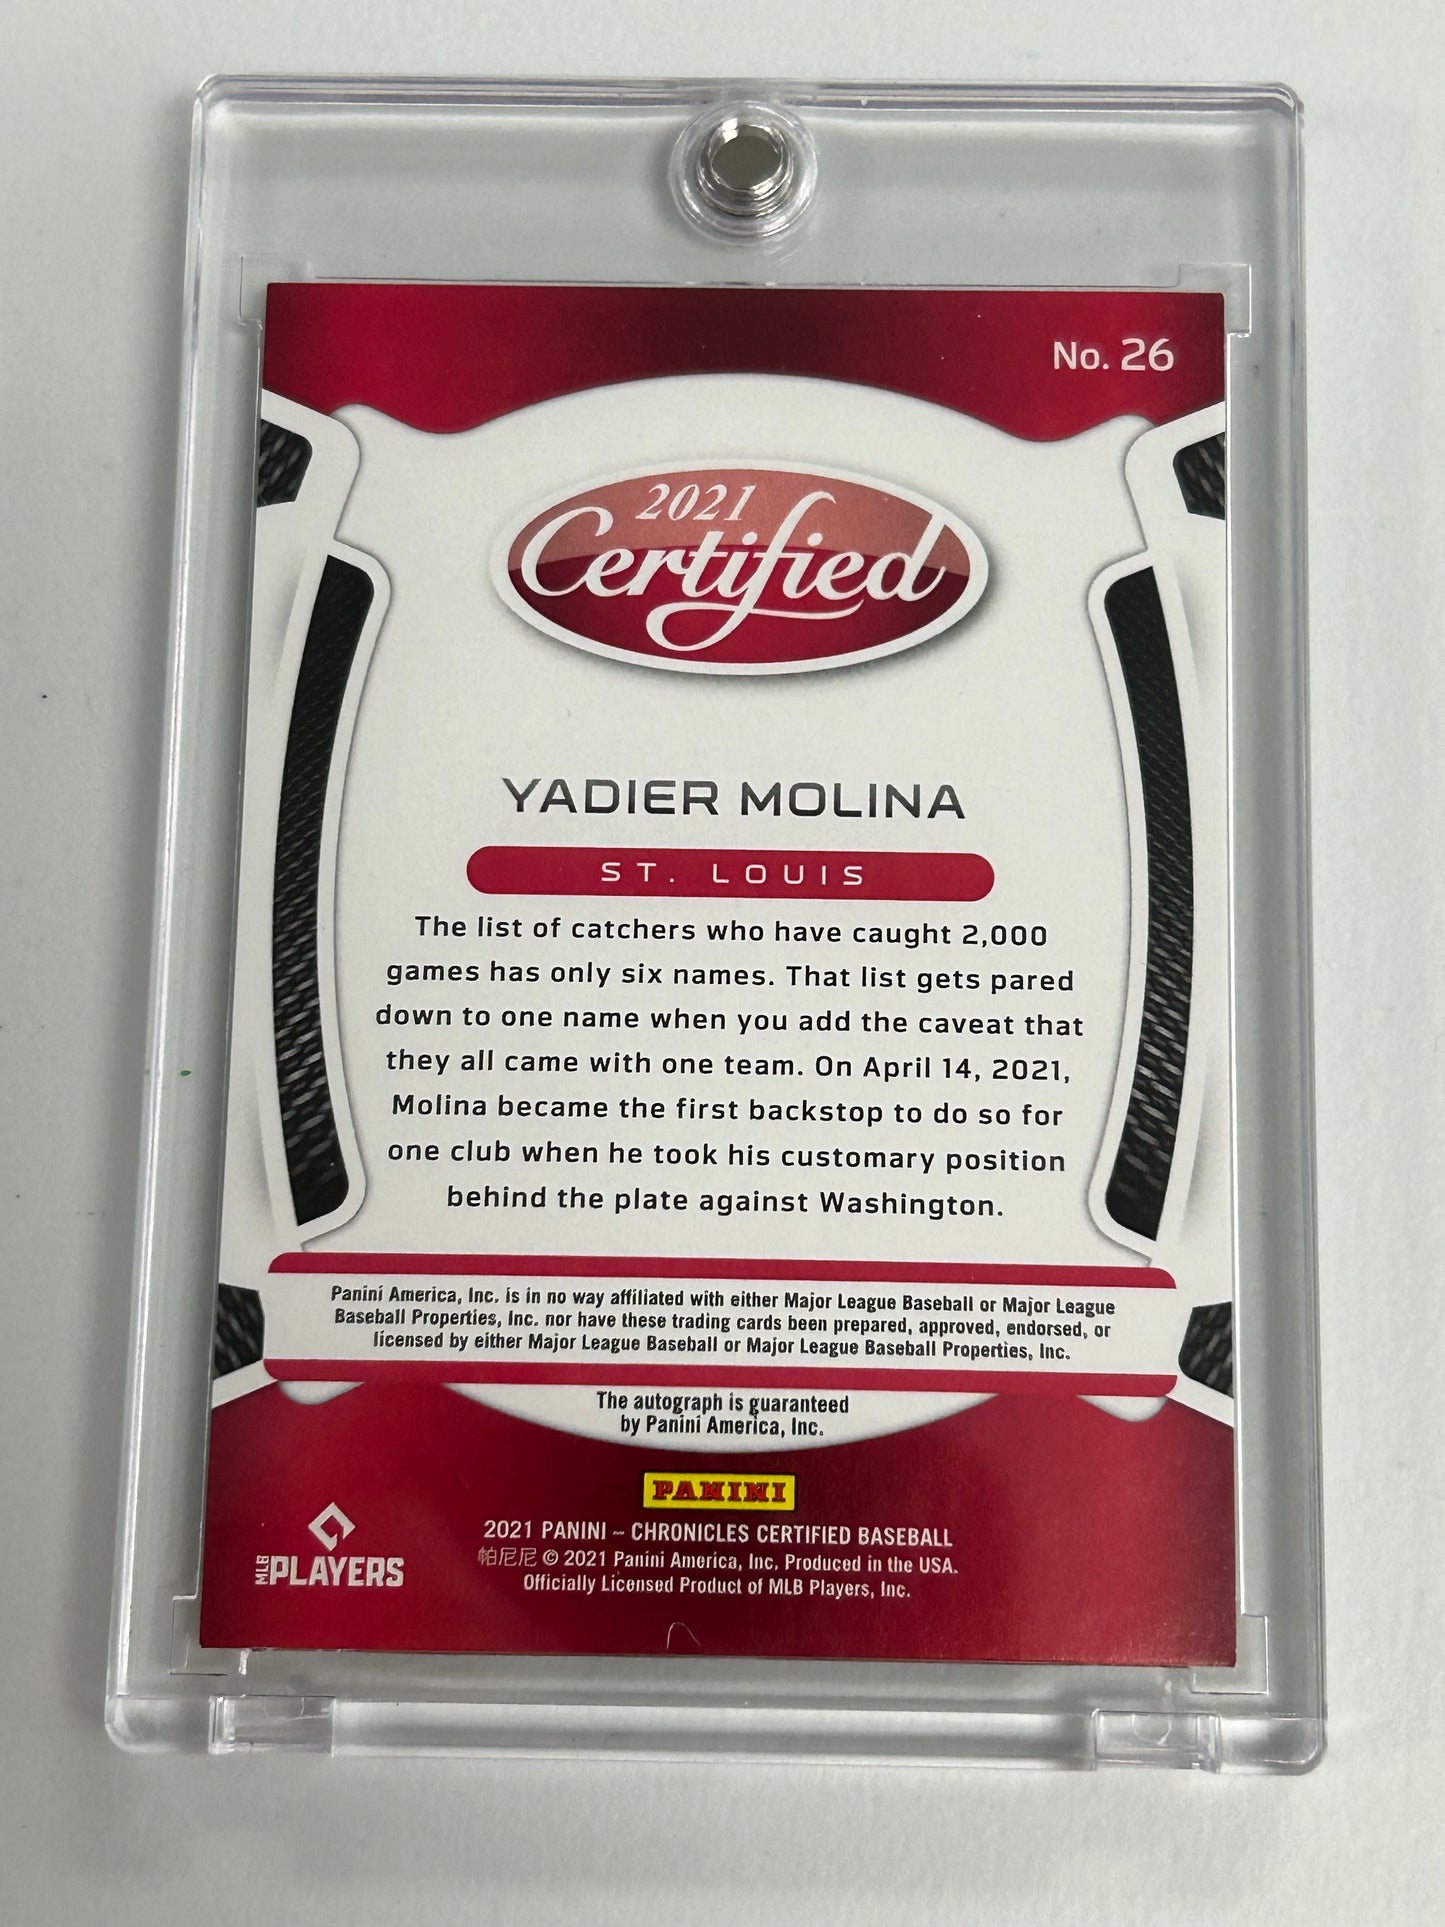 No. 26
2021
Certified
YADIER MOLINA
ST. LOUIS
The list of catchers who have caught 2,000
games has only six names. That list gets pared
down to one name when you add the caveat that
they all came with one team. On April 14, 2021,
Molina became the first backstop to do so for
one club when he took his customary position
behind the plate against Washington.
Panini America, Inc. is in no way affiliated with either Major League Baseball or Major League
Baseball Properties, Inc. nor have these trading cards been prepared, approved, endorsed, or
licensed by either Major League Baseball or Major League Baseball Properties, Inc.
The autograph is guaranteed
by Panini America, Inc.
PANINI
2021 PANINI – CHRONICLES CERTIFIED BASEBALL
帕尼尼 © 2021 Panini America, Inc. Produced in the USA.
Officially Licensed Product of MLB Players, Inc.
MLB PLAYERS